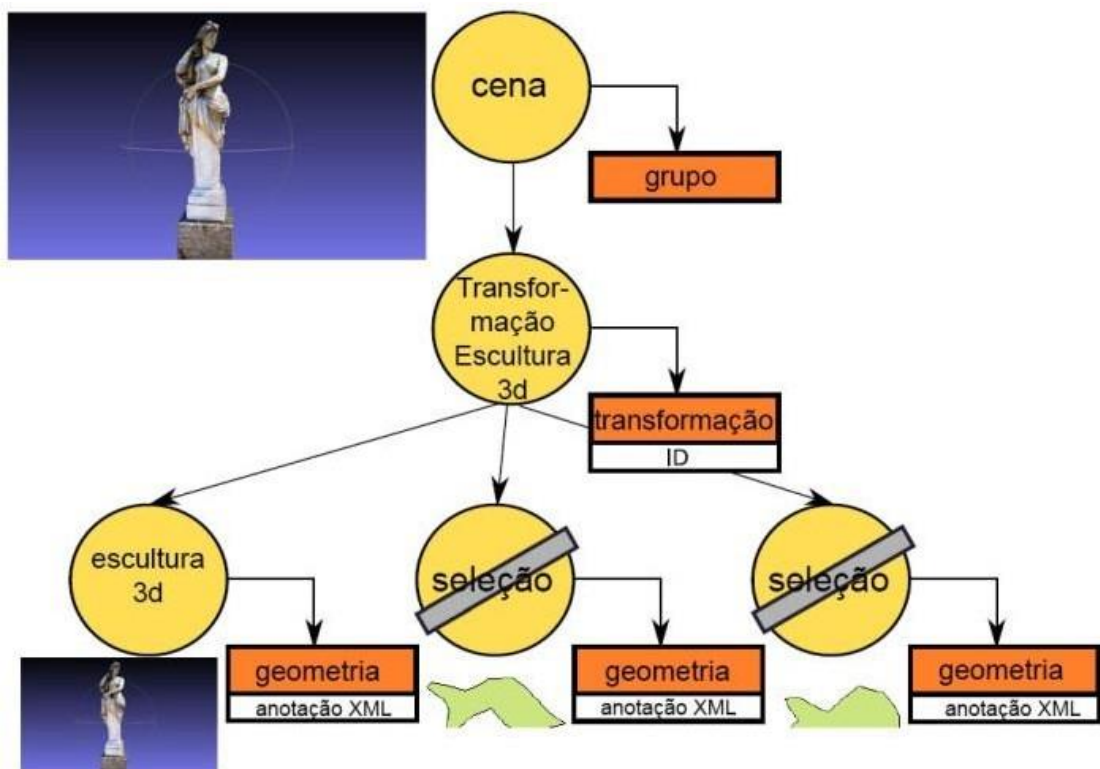 cena
grupo
Transfor-
mação
Escultura
3d
transformação
ID
escultura
3d
seleção
seleção
geometria
anotação XML
geometria
anotação XML
geometria
anotação XML